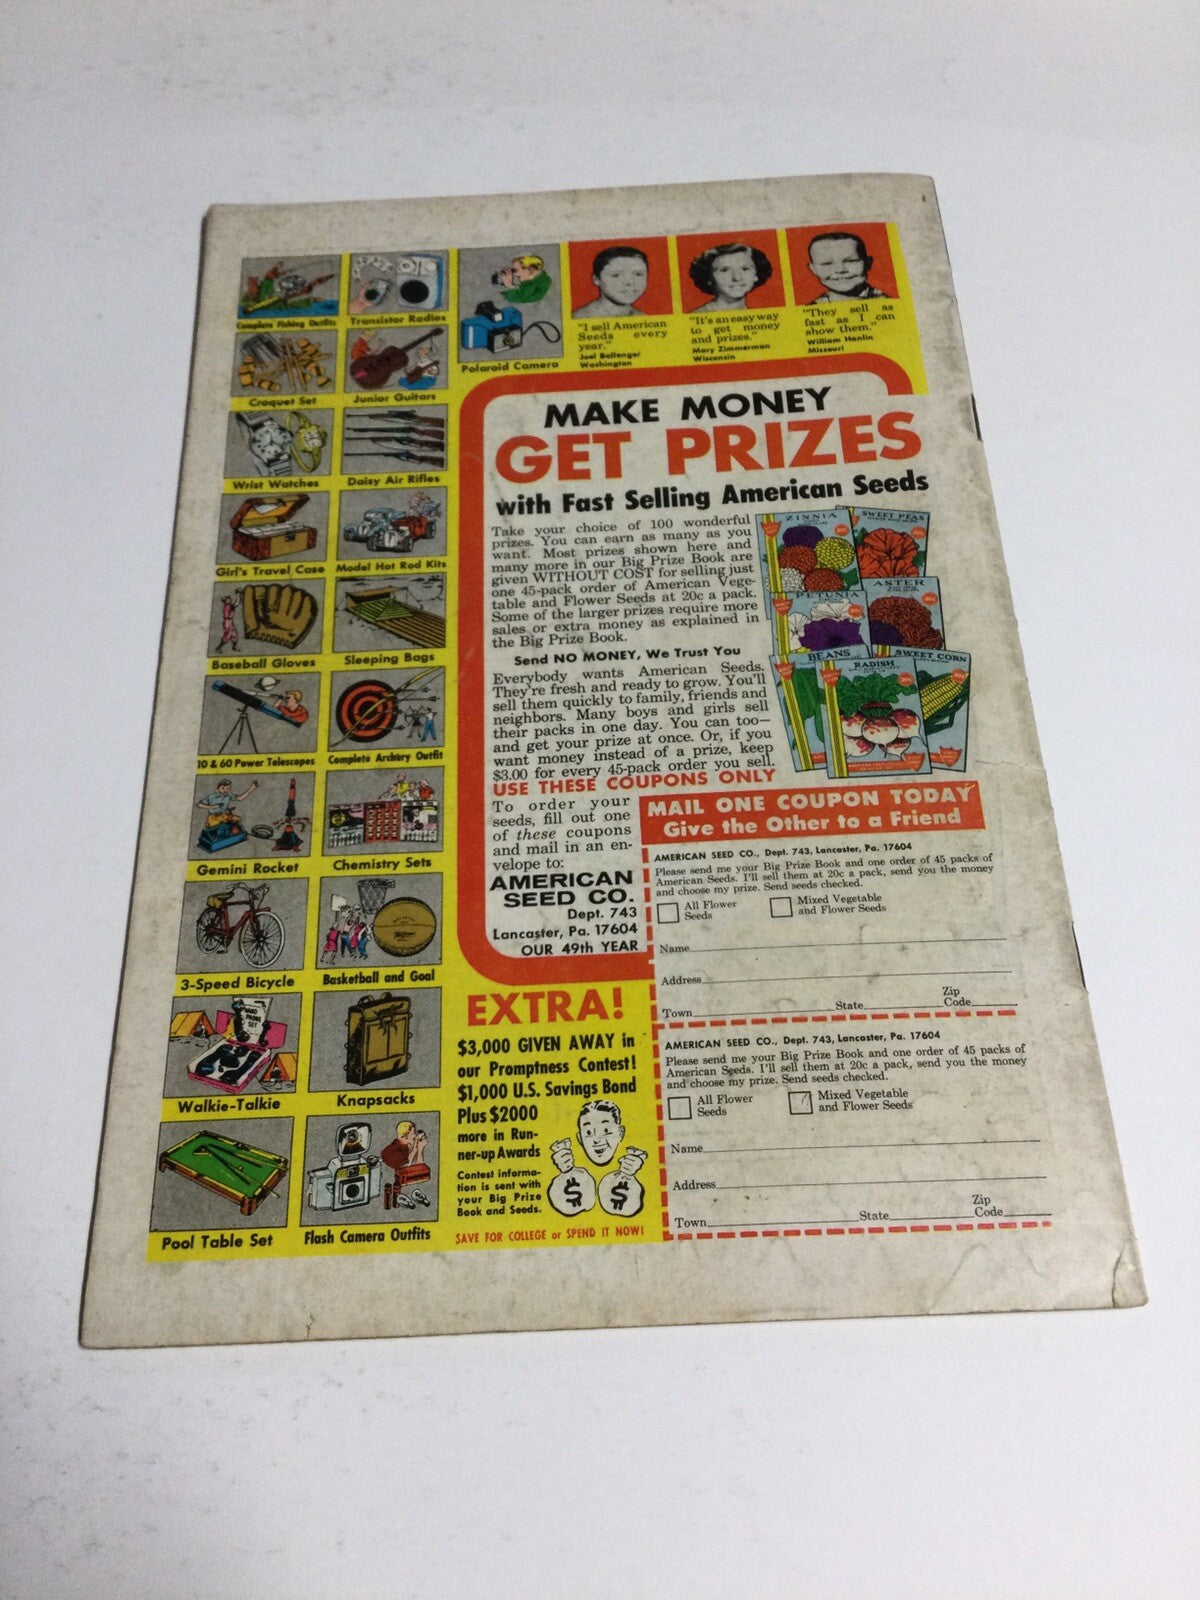 Complete Fishing Outfits
Transistor Radios
Polaroid Camera
"I sell American
Seeds every
year."
Joel Ballenger
Washington
"It's an easy way
to get money
and prizes."
Mary Zimmerman
Wisconsin
"They sell as
fast as I can
show them."
William Hanlin
Missouri
Croquet Set
Junior Guitars
Wrist Watches
Daisy Air Rifles
Girl's Travel Case
Model Hot Rod Kits
Baseball Gloves
Sleeping Bags
10 & 60 Power Telescopes
Complete Archery Outfit
Gemini Rocket
Chemistry Sets
3-Speed Bicycle
Basketball and Goal
Walkie-Talkie
Knapsacks
Pool Table Set
Flash Camera Outfits
MAKE MONEY
GET PRIZES
with Fast Selling American Seeds
Take your choice of 100 wonderful
prizes. You can earn as many as you
want. Most prizes shown here and
many more in our Big Prize Book are
given WITHOUT COST for selling just
one 45-pack order of American Vege-
table and Flower Seeds at 20c a pack.
Some of the larger prizes require more
sales or extra money as explained in
the Big Prize Book.
Send NO MONEY, We Trust You
Everybody wants American Seeds.
They're fresh and ready to grow. You'll
sell them quickly to family, friends and
neighbors. Many boys and girls sell
their packs in one day. You can too—
and get your prize at once. Or, if you
want money instead of a prize, keep
$3.00 for every 45-pack order you sell.
ZINNIA
SWEET PEAS
PETUNIA
ASTER
BEANS
RADISH
SWEET CORN
USE THESE COUPONS ONLY
To order your
seeds, fill out one
of these coupons
and mail in an en-
velope to:
AMERICAN
SEED CO.
Dept. 743
Lancaster, Pa. 17604
OUR 49th YEAR
MAIL ONE COUPON TODAY
Give the Other to a Friend
AMERICAN SEED CO., Dept. 743, Lancaster, Pa. 17604
Please send me your Big Prize Book and one order of 45 packs of
American Seeds. I'll sell them at 20c a pack, send you the money
and choose my prize. Send seeds checked.
All Flower
Seeds
Mixed Vegetable
and Flower Seeds
Name
Address
Town State Zip
Code
AMERICAN SEED CO., Dept. 743, Lancaster, Pa. 17604
Please send me your Big Prize Book and one order of 45 packs of
American Seeds. I'll sell them at 20c a pack, send you the money
and choose my prize. Send seeds checked.
All Flower
Seeds
Mixed Vegetable
and Flower Seeds
Name
Address
Town State Zip
Code
EXTRA!
$3,000 GIVEN AWAY in
our Promptness Contest!
$1,000 U.S. Savings Bond
Plus $2000
more in Run-
ner-up Awards
Contest informa-
tion is sent with
your Big Prize
Book and Seeds.
$ $
SAVE FOR COLLEGE or SPEND IT NOW!